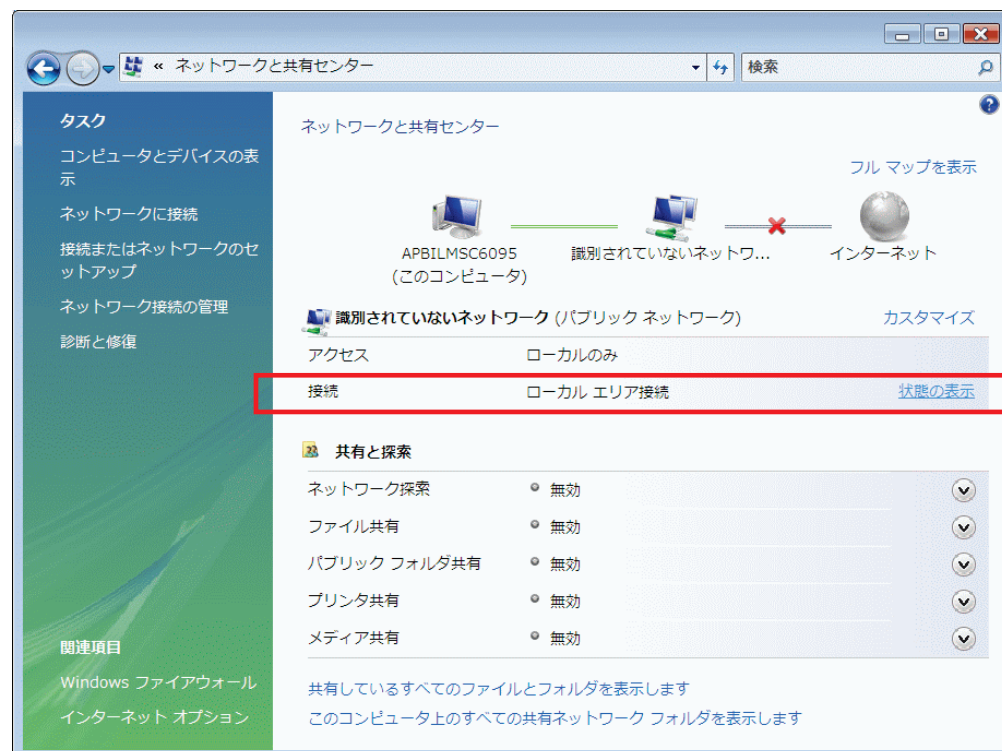 « ネットワークと共有センター
検索
タスク
コンピュータとデバイスの表
示
ネットワークに接続
接続またはネットワークのセ
ットアップ
ネットワーク接続の管理
診断と修復
関連項目
Windows ファイアウォール
インターネット オプション
ネットワークと共有センター
フル マップを表示
APBILMSC6095
(このコンピュータ)
識別されていないネットワ...
インターネット
識別されていないネットワーク (パブリック ネットワーク) カスタマイズ
アクセス ローカルのみ
接続 ローカル エリア接続 状態の表示
共有と探索
ネットワーク探索 無効
ファイル共有 無効
パブリック フォルダ共有 無効
プリンタ共有 無効
メディア共有 無効
共有しているすべてのファイルとフォルダを表示します
このコンピュータ上のすべての共有ネットワーク フォルダを表示します